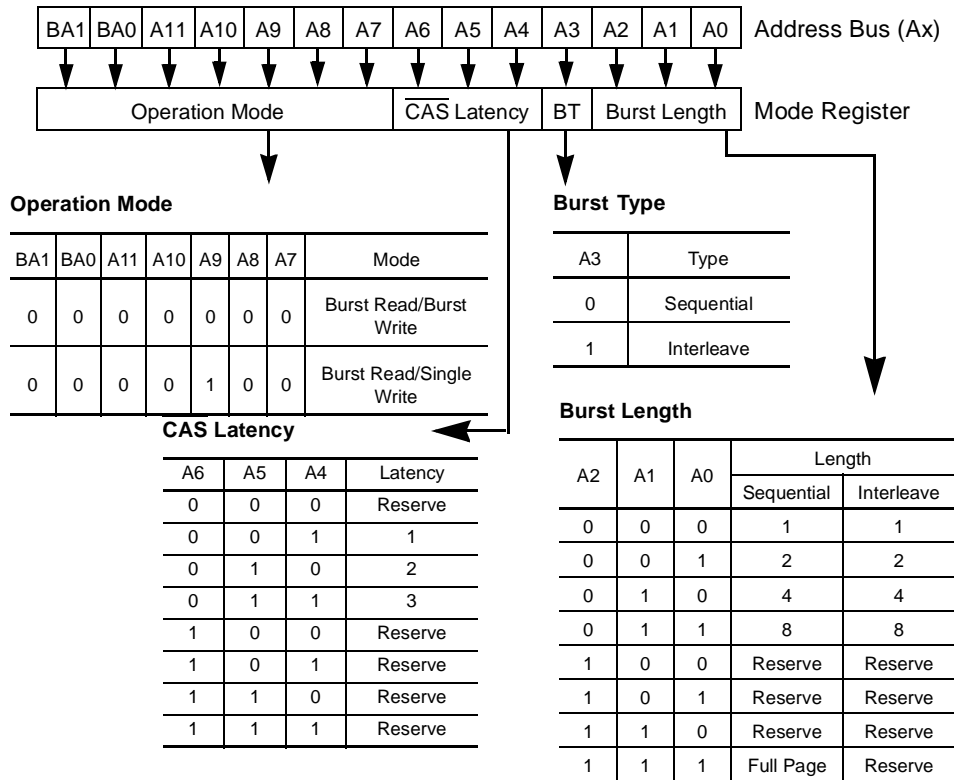 BA1 BA0 A11 A10 A9 A8 A7 A6 A5 A4 A3 A2 A1 A0 Address Bus (Ax)
Operation Mode CAS Latency BT Burst Length Mode Register
Operation Mode
BA1 BA0 A11 A10 A9 A8 A7 Mode
0 0 0 0 0 0 0 Burst Read/Burst
Write
0 0 0 0 1 0 0 Burst Read/Single
Write
Burst Type
A3 Type
0 Sequential
1 Interleave
CAS Latency
A6 A5 A4 Latency
0 0 0 Reserve
0 0 1 1
0 1 0 2
0 1 1 3
1 0 0 Reserve
1 0 1 Reserve
1 1 0 Reserve
1 1 1 Reserve
Burst Length
A2 A1 A0 Length
Sequential Interleave
0 0 0 1 1
0 0 1 2 2
0 1 0 4 4
0 1 1 8 8
1 0 0 Reserve Reserve
1 0 1 Reserve Reserve
1 1 0 Reserve Reserve
1 1 1 Full Page Reserve